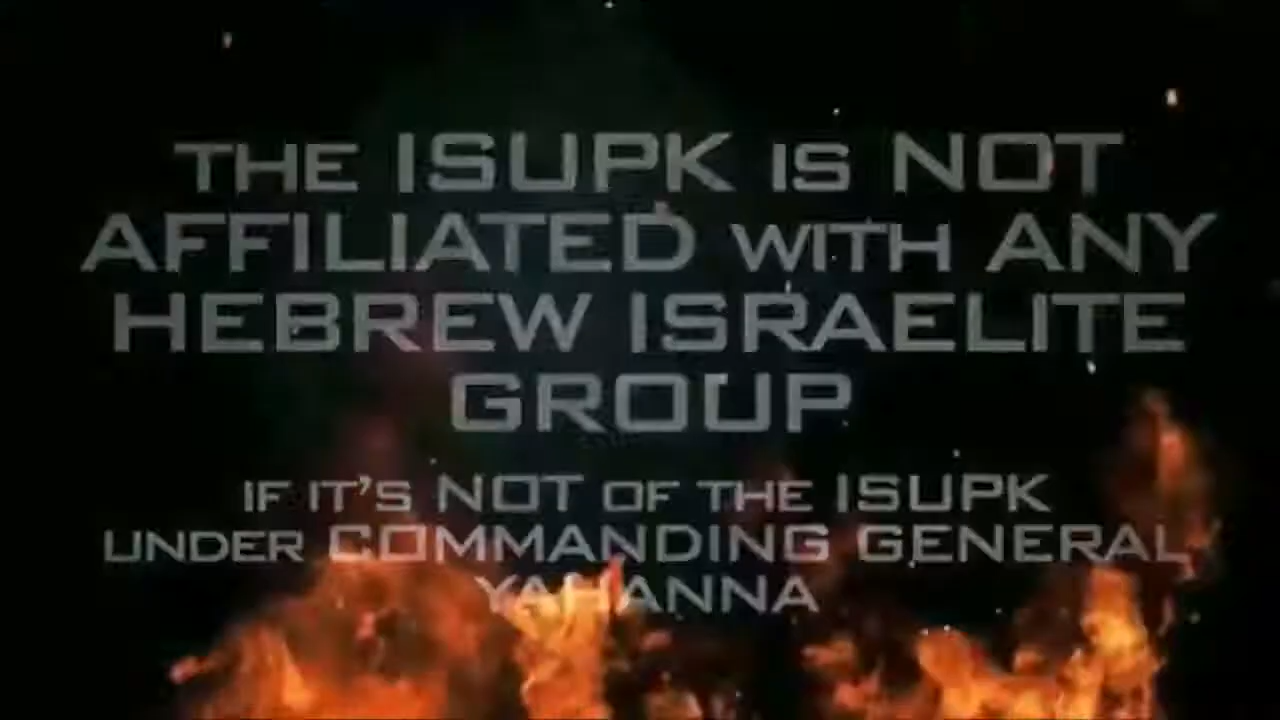 THE ISUPK IS NOT
AFFILIATED WITH ANY
HEBREW ISRAELITE
GROUP
IF IT'S NOT OF THE ISUPK
UNDER COMMANDING GENERAL
YAHANNA